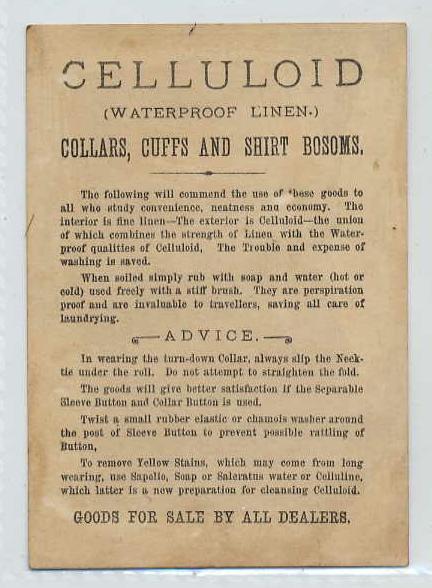 CELLULOID
(WATERPROOF LINEN.)
COLLARS, CUFFS AND SHIRT BOSOMS.
The following will commend the use of these goods to
all who study convenience, neatness and economy. The
interior is fine linen—The exterior is Celluloid—the union
of which combines the strength of Linen with the Water-
proof qualities of Celluloid, The Trouble and expense of
washing is saved.
When soiled simply rub with soap and water (hot or
cold) used freely with a stiff brush. They are perspiration
proof and are invaluable to travellers, saving all care of
laundrying.
ADVICE.
In wearing the turn-down Collar, always slip the Neck-
tie under the roll. Do not attempt to straighten the fold.
The goods will give better satisfaction if the Separable
Sleeve Button and Collar Button is used.
Twist a small rubber elastic or chamois washer around
the post of Sleeve Button to prevent possible rattling of
Button,
To remove Yellow Stains, which may come from long
wearing, use Sapolio, Soap or Saleratus water or Celluline,
which latter is a new preparation for cleansing Celluloid.
GOODS FOR SALE BY ALL DEALERS.